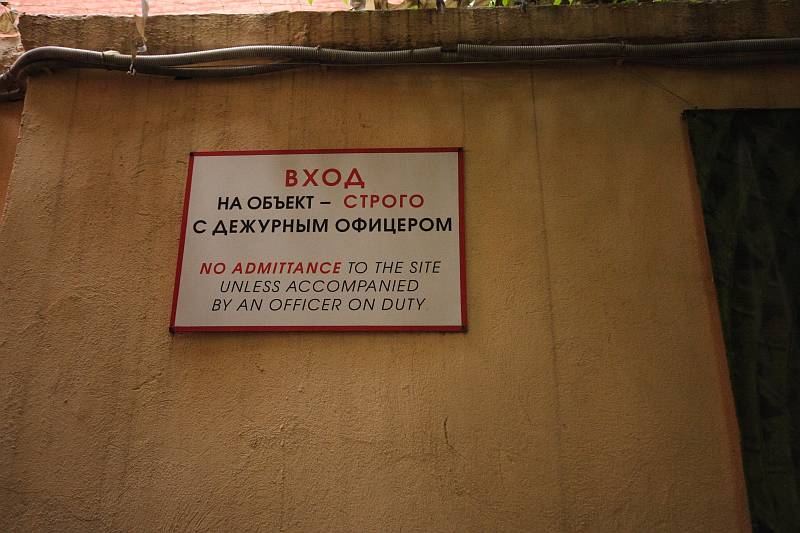 ВХОД
НА ОБЪЕКТ – СТРОГО
С ДЕЖУРНЫМ ОФИЦЕРОМ
NO ADMITTANCE TO THE SITE
UNLESS ACCOMPANIED
BY AN OFFICER ON DUTY